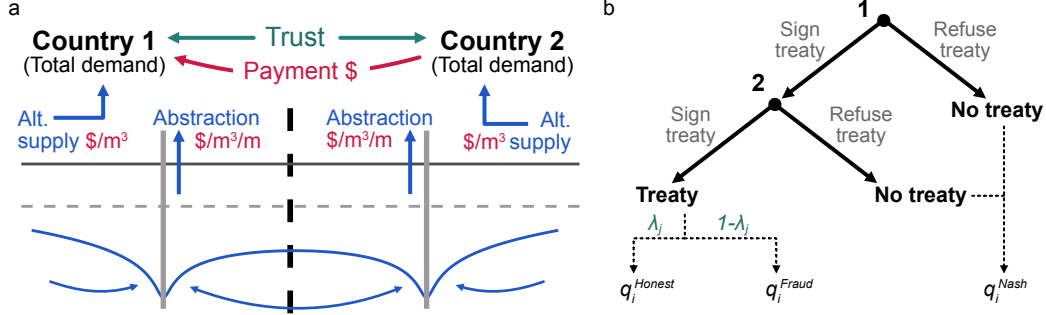 a
Country 1
(Total demand)
Trust
Payment $
Country 2
(Total demand)
Alt.
supply $/m³
Abstraction
$/m³/m
Abstraction
$/m³/m
Alt.
$/m³ supply
b
1
Sign
treaty
Refuse
treaty
2
No treaty
Sign
treaty
Refuse
treaty
Treaty
No treaty
λⱼ
1-λⱼ
qᵢᴴᵒⁿᵉˢᵗ
qᵢFraud
qᵢNash